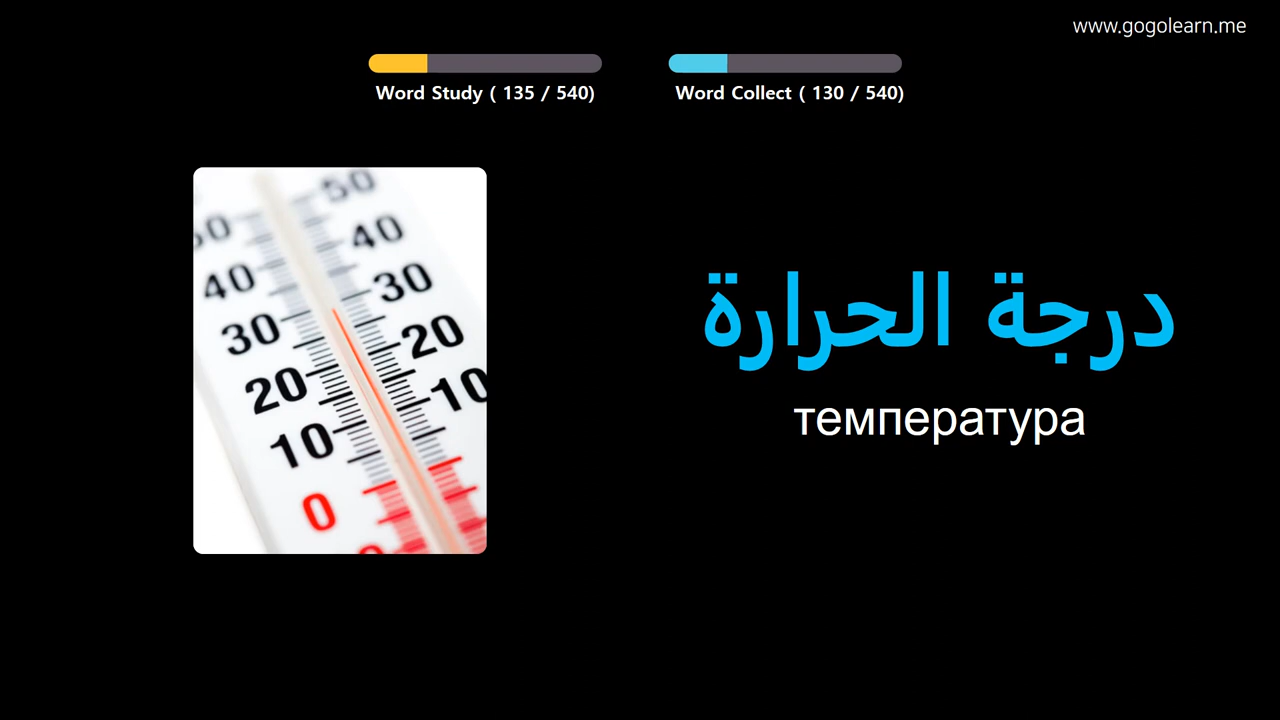 www.gogolearn.me
Word Study ( 135 / 540)
Word Collect ( 130 / 540)
50
40
30
20
10
50
40
30
20
10
0
درجة الحرارة
температура